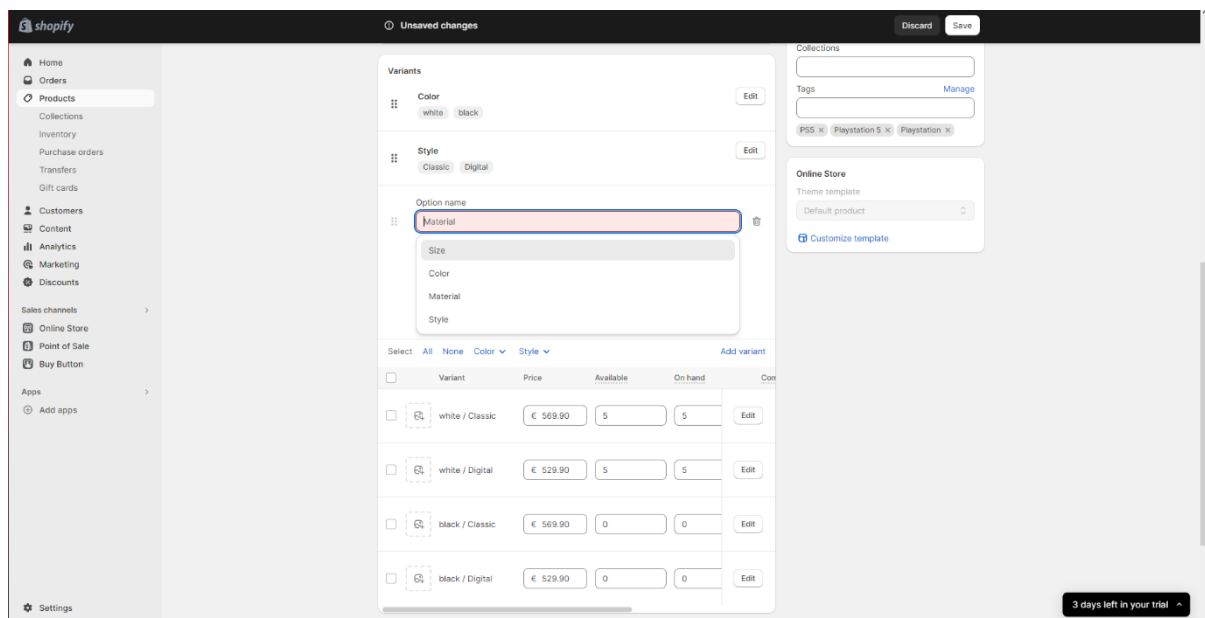 shopify
Unsaved changes
Discard
Save
Home
Orders
Products
Collections
Inventory
Purchase orders
Transfers
Gift cards
Customers
Content
Analytics
Marketing
Discounts
Sales channels
Online Store
Point of Sale
Buy Button
Apps
Add apps
Settings
Variants
Color
Edit
white black
Style
Edit
Classic Digital
Option name
Material
Size
Color
Material
Style
Select All None Color Style Add variant
Variant Price Available On hand Com
white / Classic € 569.90 5 5 Edit
white / Digital € 529.90 5 5 Edit
black / Classic € 569.90 0 0 Edit
black / Digital € 529.90 0 0 Edit
Collections
Tags Manage
PS5 × Playstation 5 × Playstation ×
Online Store
Theme template
Default product
Customize template
3 days left in your trial